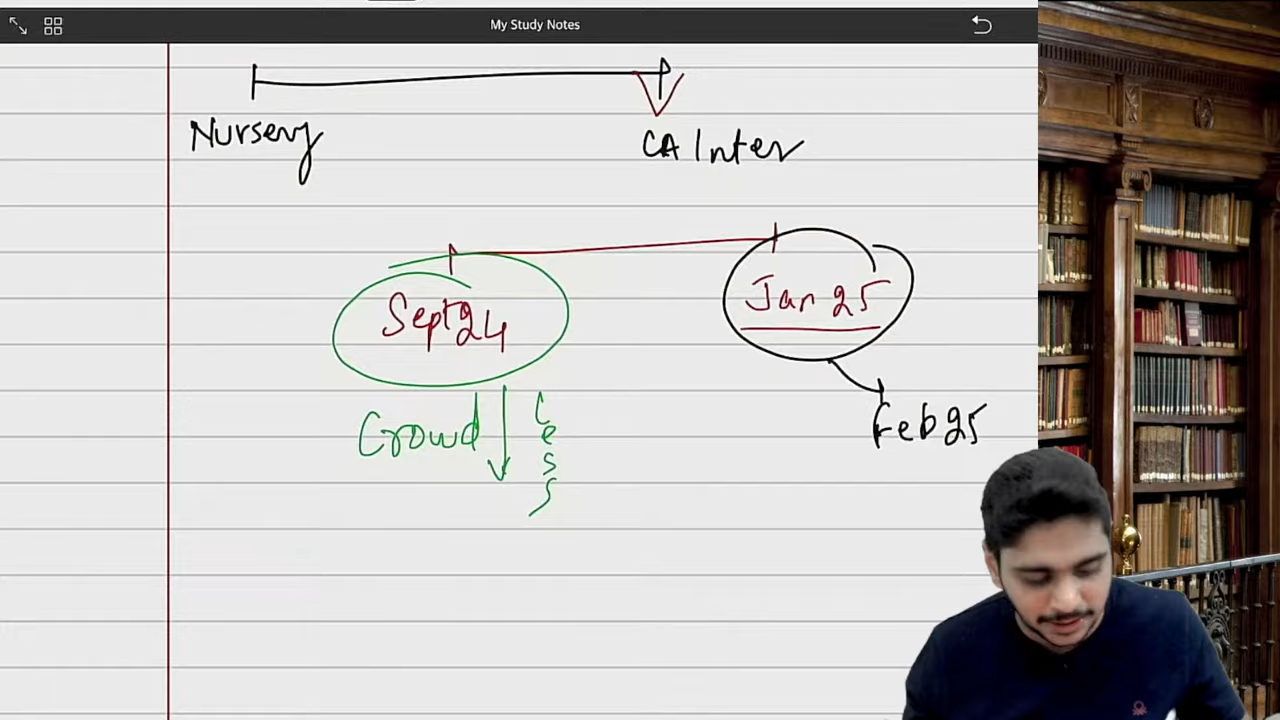 My Study Notes
Nursery
CA Inter
Sept 24
Jan 25
Feb 25
Crowd
Less